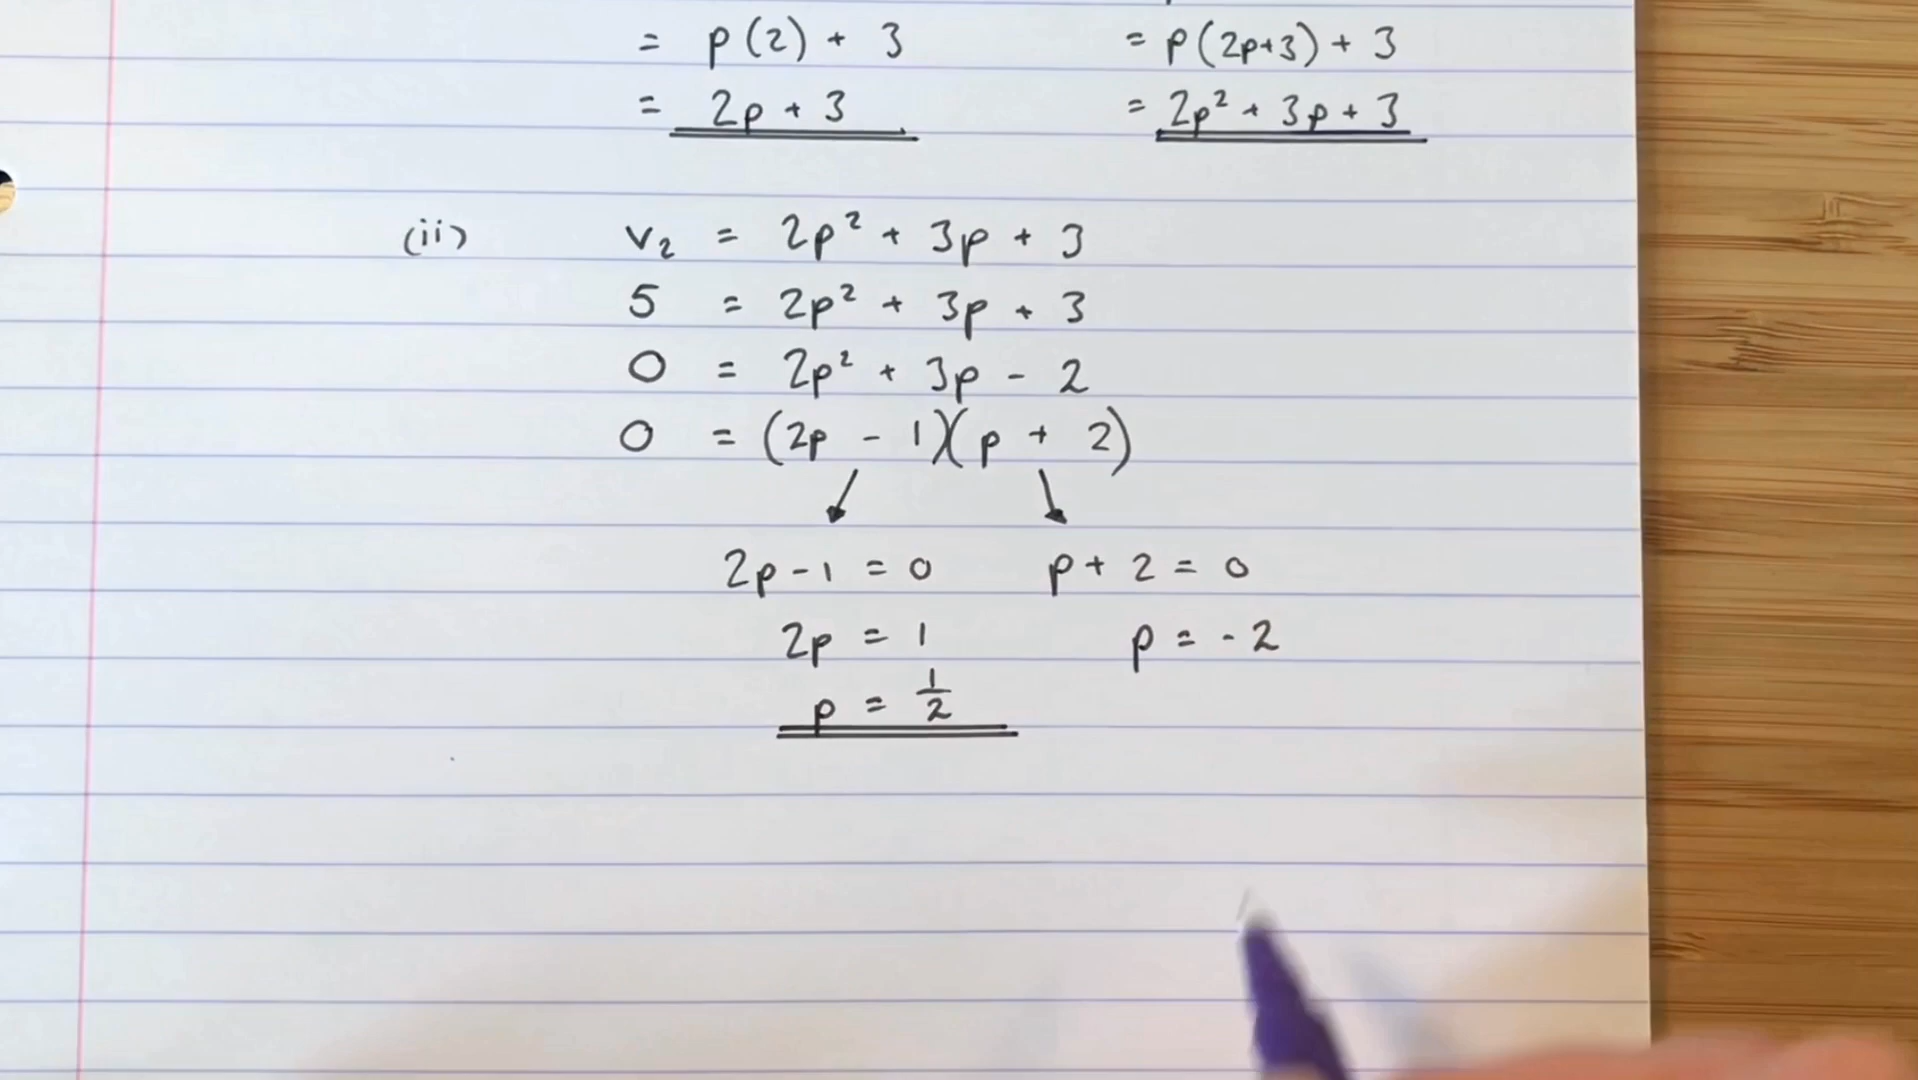 = p(2) + 3
= p(2p+3) + 3
= 2p + 3
= 2p² + 3p + 3
(ii) v₂ = 2p² + 3p + 3
5 = 2p² + 3p + 3
0 = 2p² + 3p - 2
0 = (2p - 1)(p + 2)
2p - 1 = 0
p + 2 = 0
2p = 1
p = -2
p = 1/2